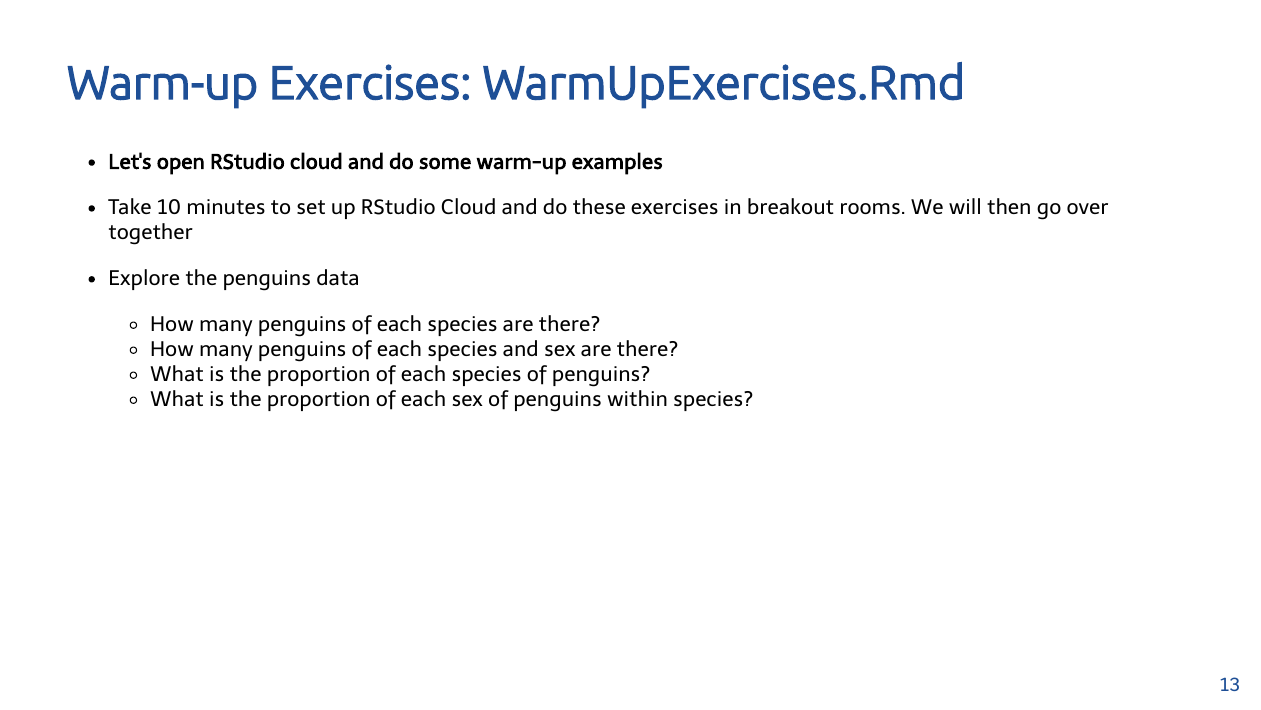 Warm-up Exercises: WarmUpExercises.Rmd
• Let's open RStudio cloud and do some warm-up examples
• Take 10 minutes to set up RStudio Cloud and do these exercises in breakout rooms. We will then go over
together
• Explore the penguins data
◦ How many penguins of each species are there?
◦ How many penguins of each species and sex are there?
◦ What is the proportion of each species of penguins?
◦ What is the proportion of each sex of penguins within species?
13